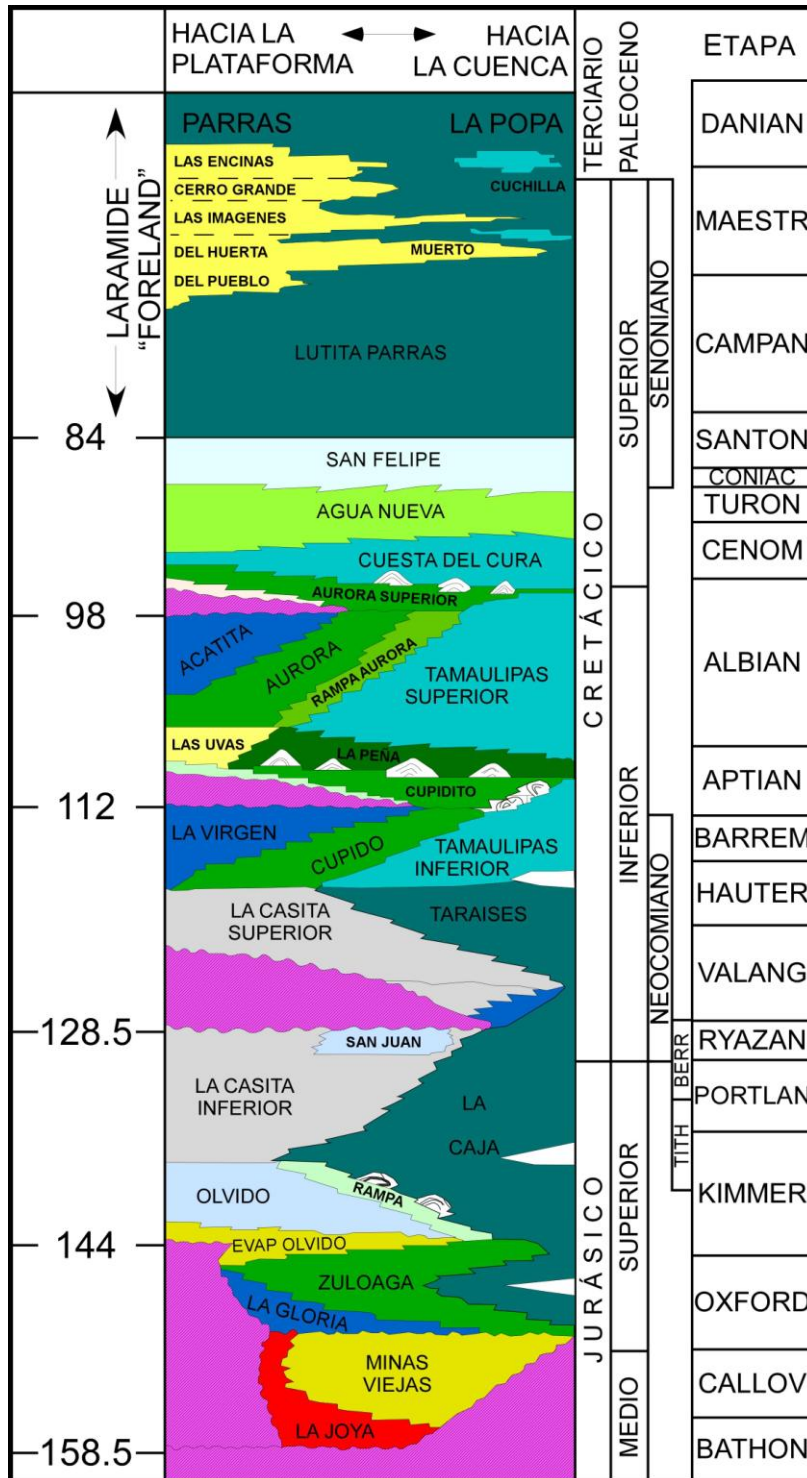 HACIA LA
PLATAFORMA
HACIA
LA CUENCA
ETAPA
LARAMIDE
“FORELAND”
PARRAS
LA POPA
LAS ENCINAS
CERRO GRANDE
CUCHILLA
LAS IMAGENES
DEL HUERTA
MUERTO
DEL PUEBLO
LUTITA PARRAS
84
SAN FELIPE
AGUA NUEVA
CUESTA DEL CURA
AURORA SUPERIOR
98
ACATITA
AURORA
RAMPA AURORA
TAMAULIPAS
SUPERIOR
LAS UVAS
LA PEÑA
CUPIDITO
112
LA VIRGEN
CUPIDO
TAMAULIPAS
INFERIOR
LA CASITA
SUPERIOR
TARAISES
128.5
SAN JUAN
LA CASITA
INFERIOR
LA
CAJA
RAMPA
OLVIDO
144
EVAP OLVIDO
ZULOAGA
LA GLORIA
MINAS
VIEJAS
LA JOYA
158.5
TERCIARIO
PALEOCENO
CRETÁCICO
SUPERIOR
SENONIANO
INFERIOR
NEOCOMIANO
BERR
TITH
JURÁSICO
SUPERIOR
MEDIO
DANIAN
MAESTR
CAMPAN
SANTON
CONIAC
TURON
CENOM
ALBIAN
APTIAN
BARREM
HAUTER
VALANG
RYAZAN
PORTLAN
KIMMER
OXFORD
CALLOV
BATHON